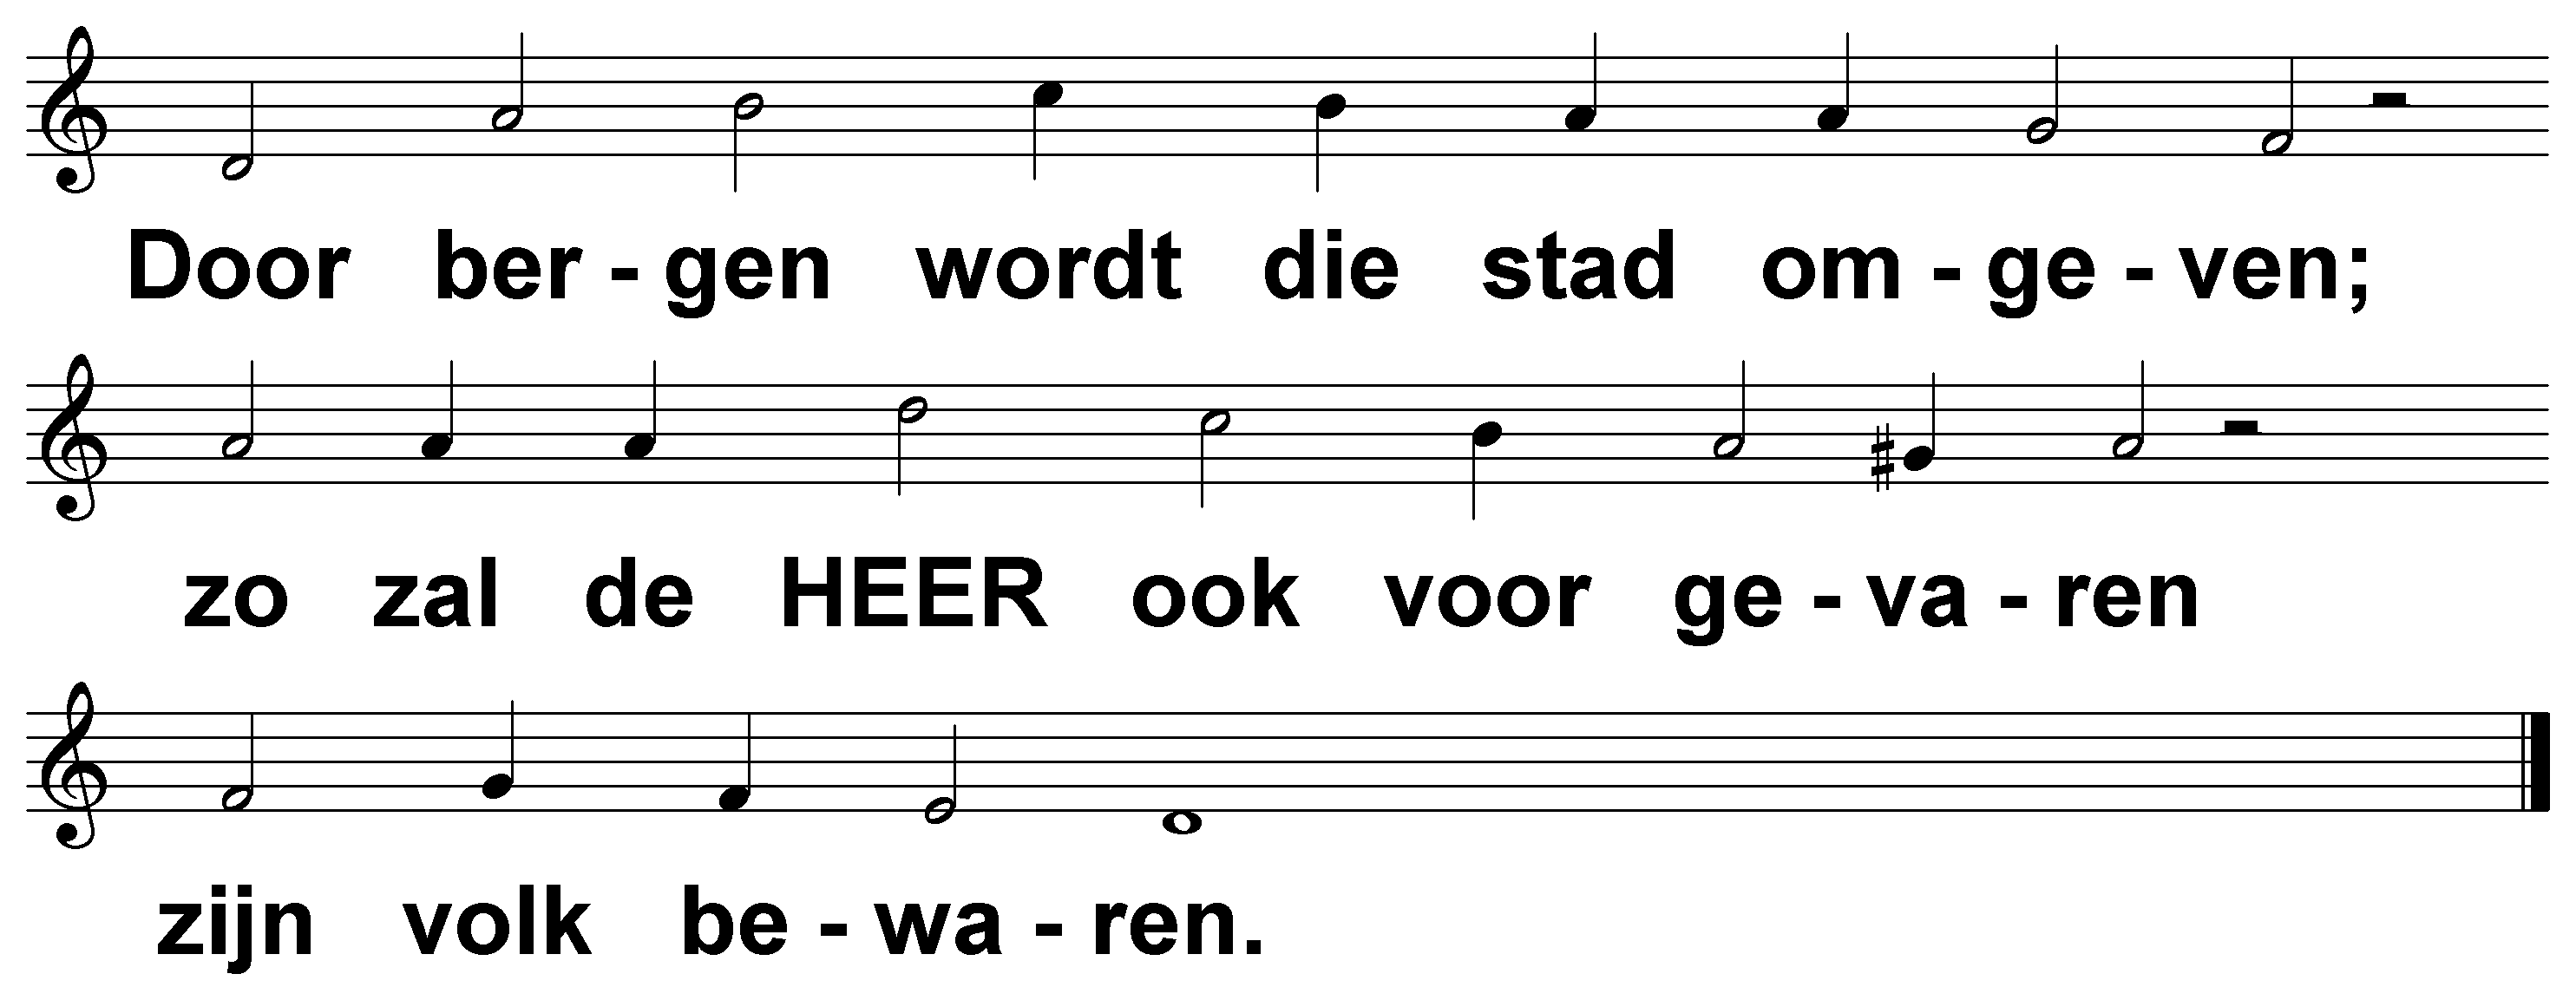 Door ber - gen wordt die stad om - ge - ven;
zo zal de HEER ook voor ge - va - ren
zijn volk be - wa - ren.